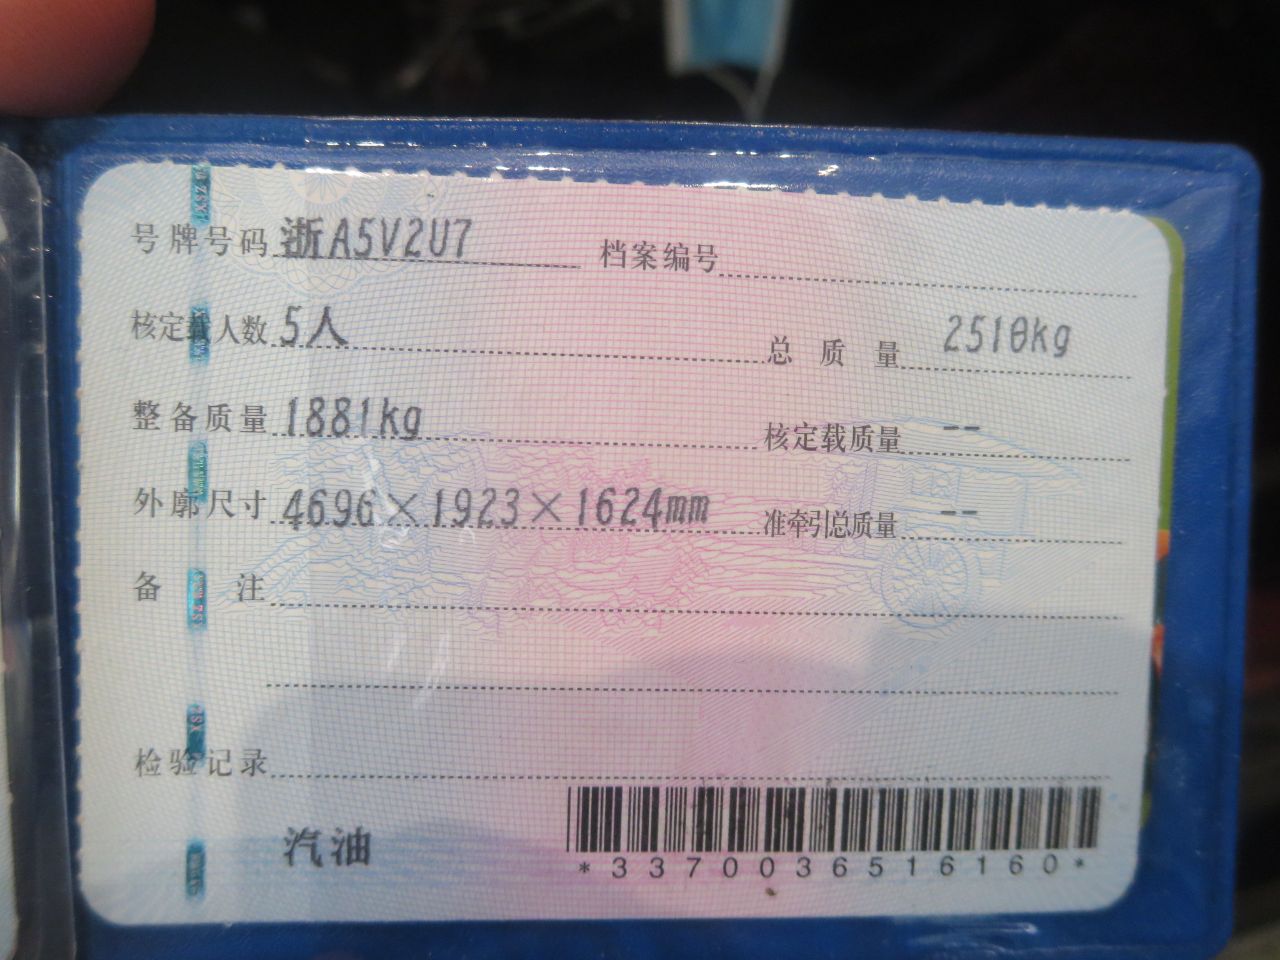 号牌号码 浙A5V2U7 档案编号
核定载人数 5人 总质量 2510kg
整备质量 1881kg 核定载质量 --
外廓尺寸 4696×1923×1624mm 准牵引总质量 --
备注
检验记录
汽油
*3370036516160*